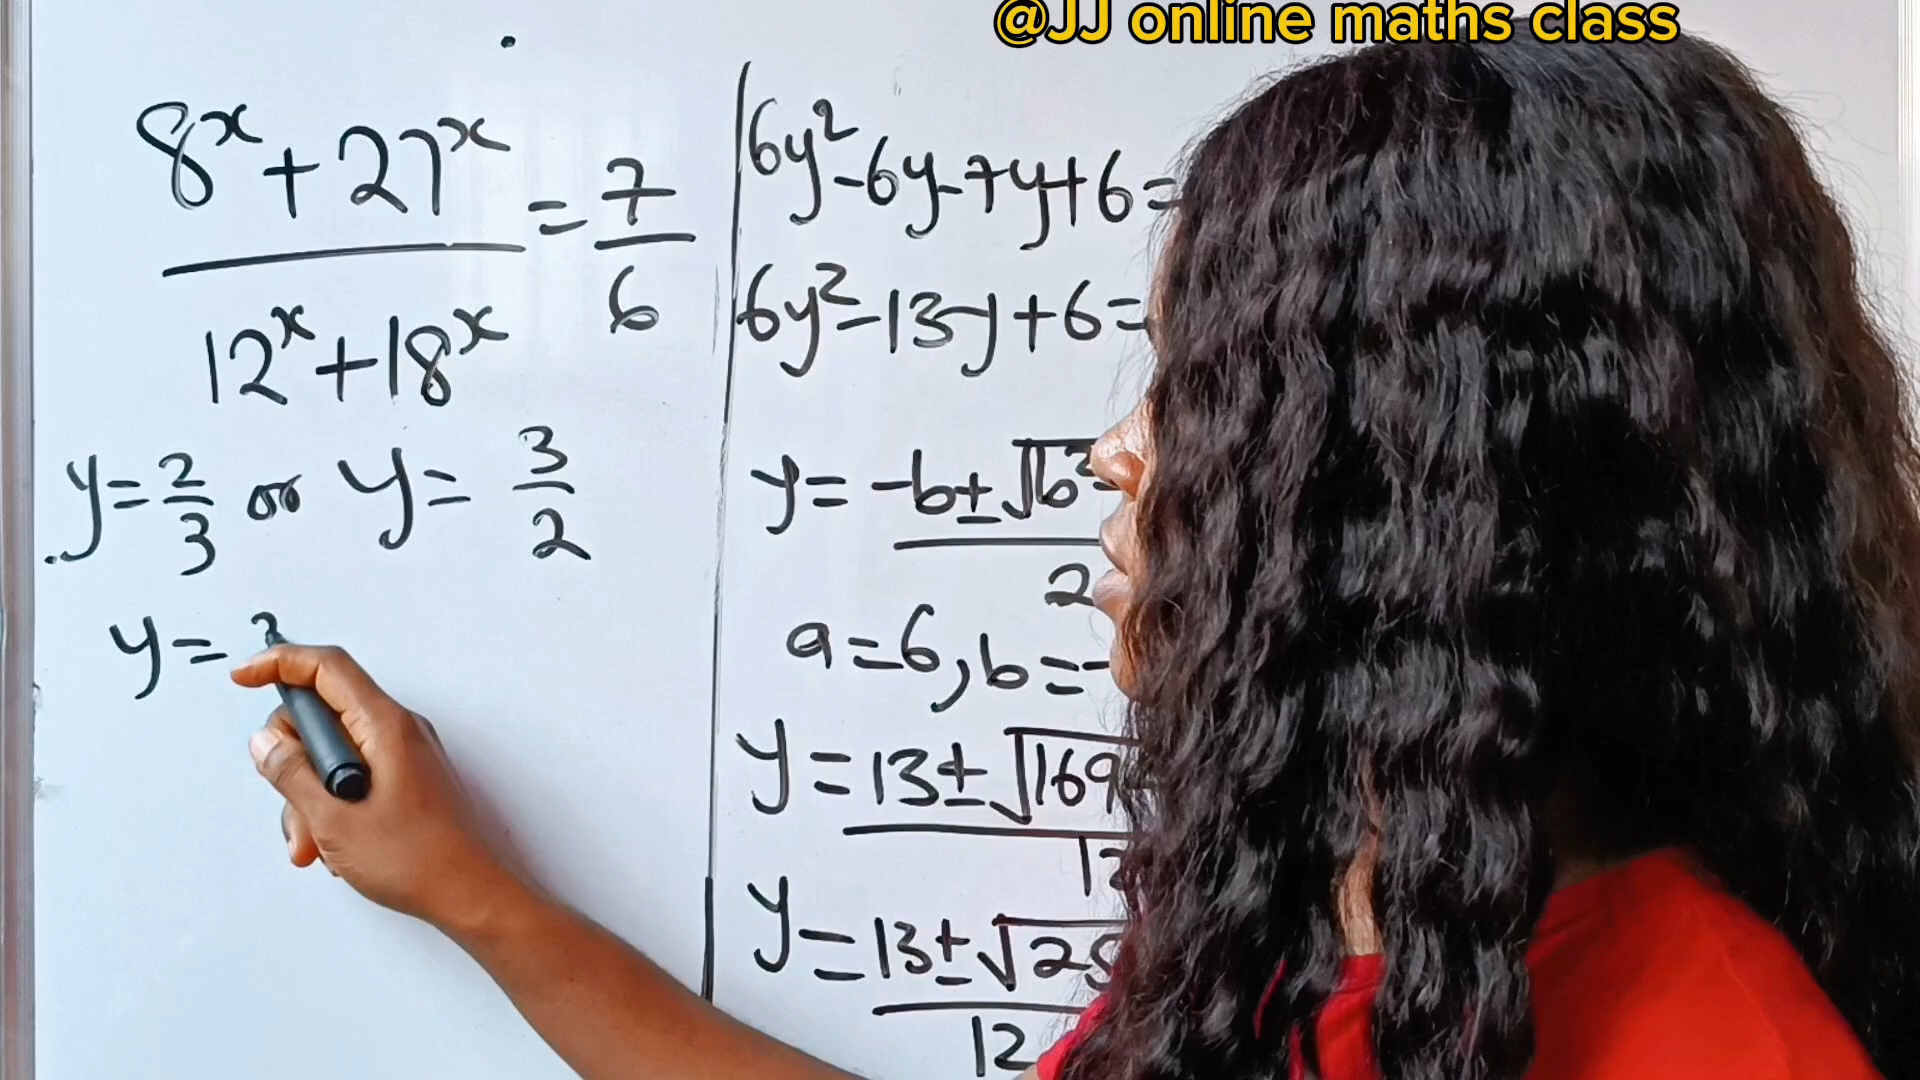 @JJ online maths class
8^x + 27^x / 12^x + 18^x = 7/6
y = 2/3 or y = 3/2
y =
6y² - 6y - 7y + 6 =
6y² - 13y + 6 =
y = -b ± √b² / 2
a = 6, b = -
y = 13 ± √169 / 12
y = 13 ± √25 / 12